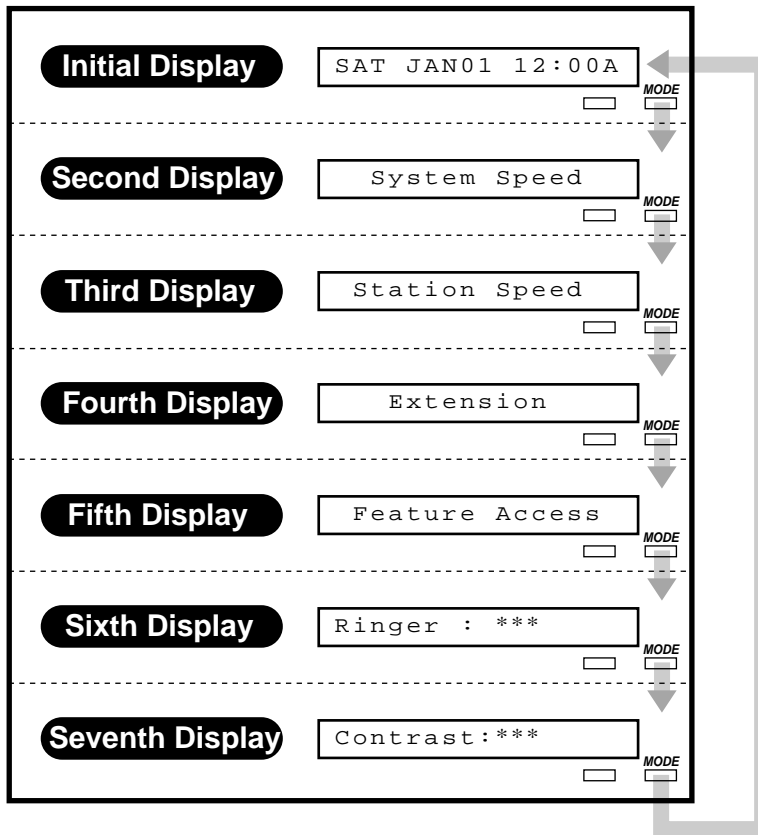 Initial Display
SAT JAN01 12:00A
MODE
Second Display
System Speed
MODE
Third Display
Station Speed
MODE
Fourth Display
Extension
MODE
Fifth Display
Feature Access
MODE
Sixth Display
Ringer : ***
MODE
Seventh Display
Contrast:***
MODE